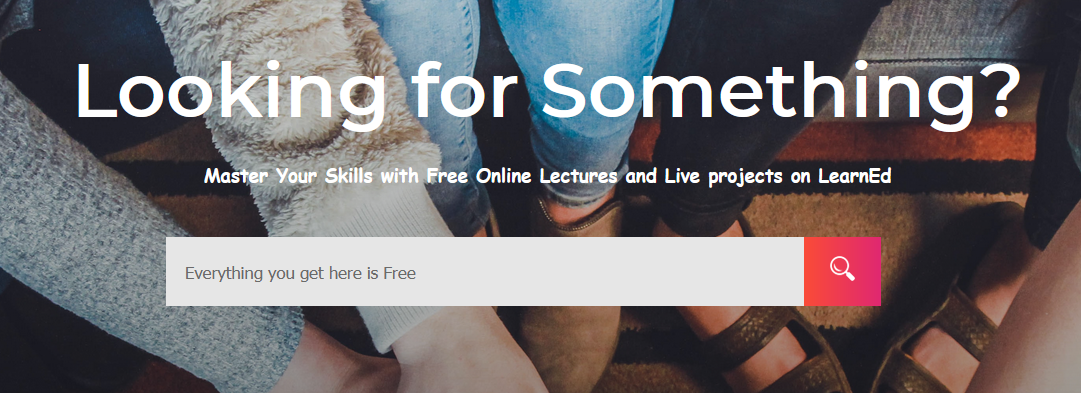 Looking for Something?
Master Your Skills with Free Online Lectures and Live projects on LearnEd
Everything you get here is Free